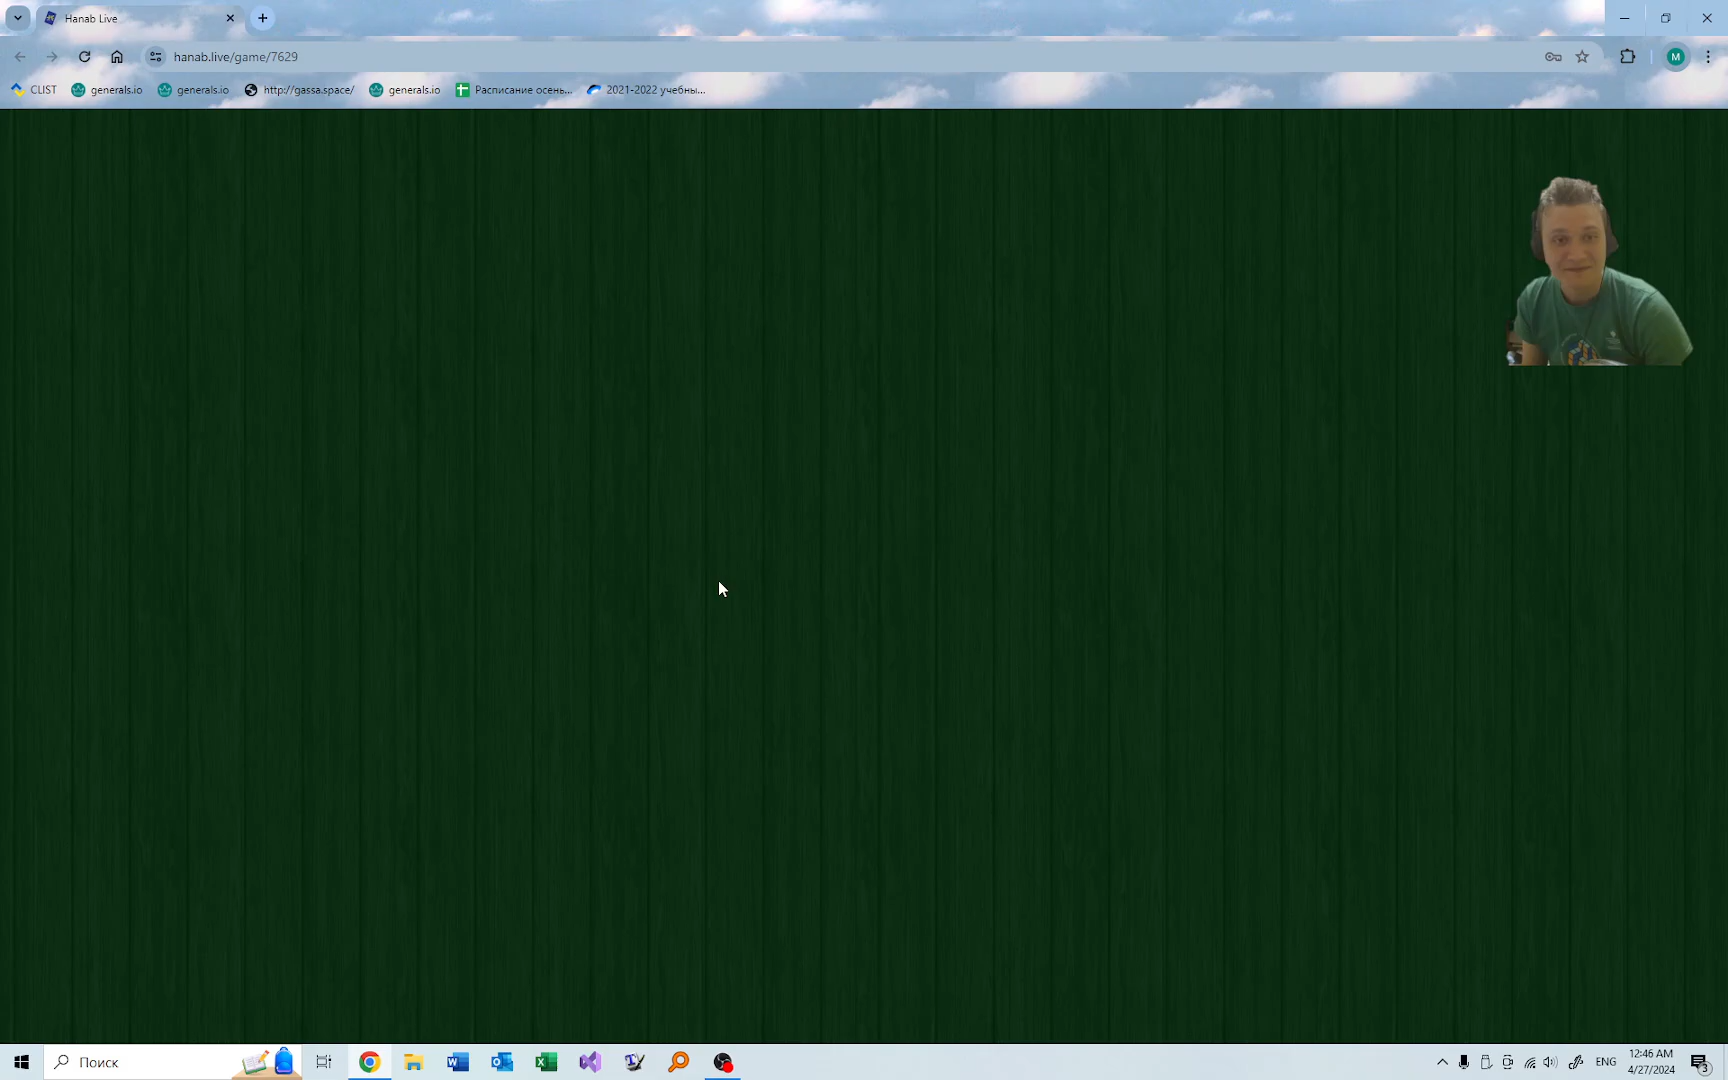 Hanab Live
hanab.live/game/7629
M
CLIST generals.io generals.io http://gassa.space/ generals.io Расписание осень... 2021-2022 учебны...
Поиск
ENG
12:46 AM
4/27/2024
3